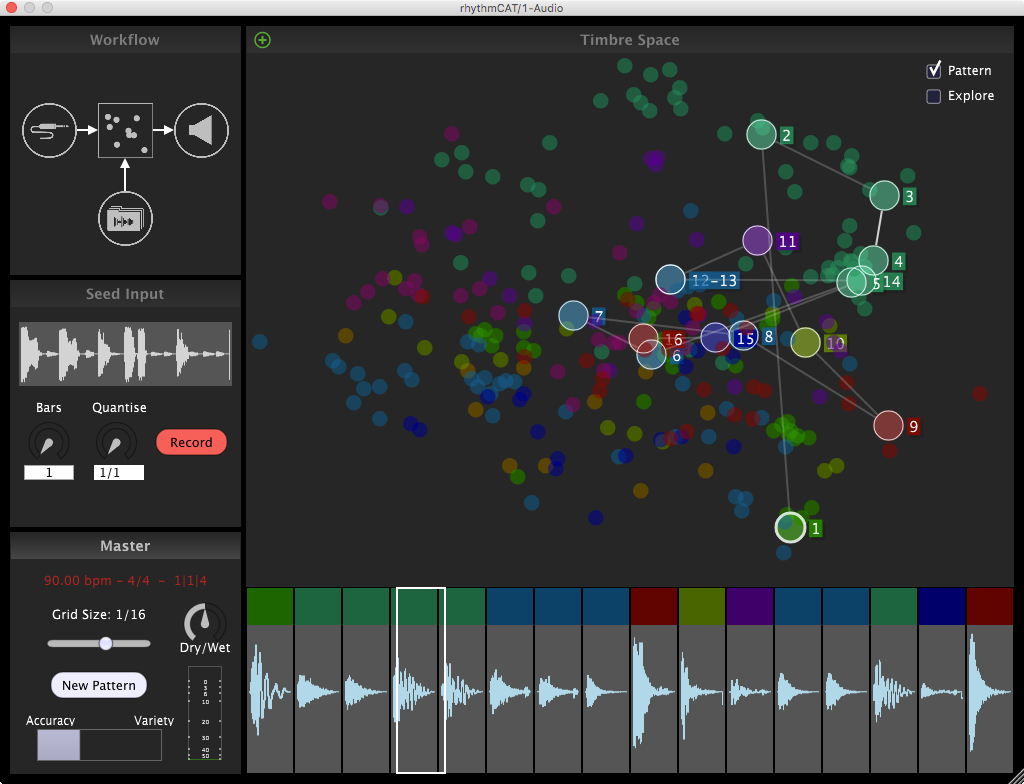 rhythmCAT/1-Audio
Workflow
Timbre Space
Pattern
Explore
2
3
11
4
12-13
5
14
7
16
15
8
10
6
9
1
Seed Input
Bars
Quantise
Record
1
1/1
Master
90.00 bpm - 4/4 - 1|1|4
Grid Size: 1/16
Dry/Wet
New Pattern
0
3
6
10
20
30
40
50
Accuracy
Variety